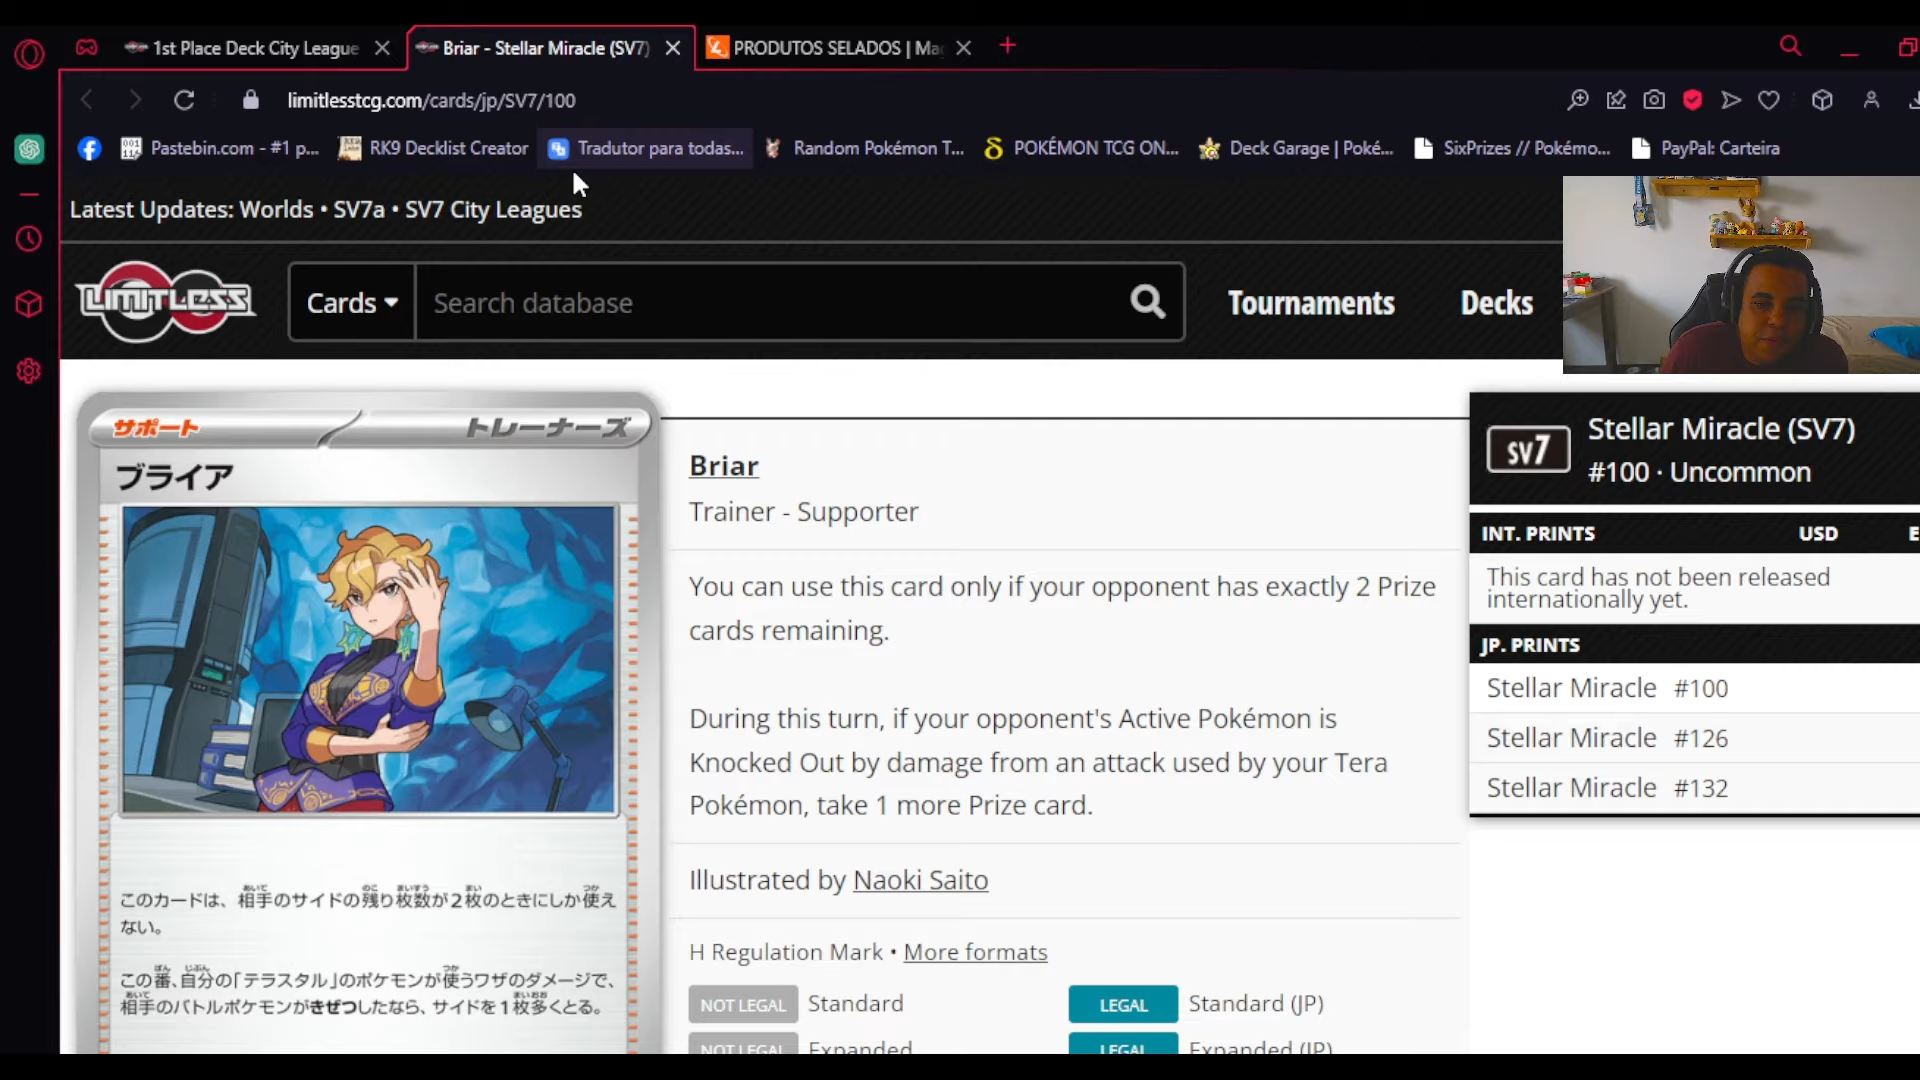 1st Place Deck City League
Briar - Stellar Miracle (SV7)
PRODUTOS SELADOS | Ma
limitlesstcg.com/cards/jp/SV7/100
Pastebin.com - #1 p...
RK9 Decklist Creator
Tradutor para todas...
Random Pokémon T...
POKÉMON TCG ON...
Deck Garage | Poké...
SixPrizes // Pokémo...
PayPal: Carteira
Latest Updates: Worlds • SV7a • SV7 City Leagues
LIMITLESS
Cards
Search database
Tournaments
Decks
サポート
トレーナーズ
ブライア
このカードは、相手のサイドの残り枚数が2枚のときにしか使え
ない。
この番、自分の「テラスタル」のポケモンが使うワザのダメージで、
相手のバトルポケモンがきぜつしたなら、サイドを1枚多くとる。
Briar
Trainer - Supporter
You can use this card only if your opponent has exactly 2 Prize
cards remaining.
During this turn, if your opponent's Active Pokémon is
Knocked Out by damage from an attack used by your Tera
Pokémon, take 1 more Prize card.
Illustrated by Naoki Saito
H Regulation Mark • More formats
NOT LEGAL Standard
LEGAL Standard (JP)
NOT LEGAL Expanded
LEGAL Expanded (JP)
SV7
Stellar Miracle (SV7)
#100 · Uncommon
INT. PRINTS USD E
This card has not been released
internationally yet.
JP. PRINTS
Stellar Miracle #100
Stellar Miracle #126
Stellar Miracle #132